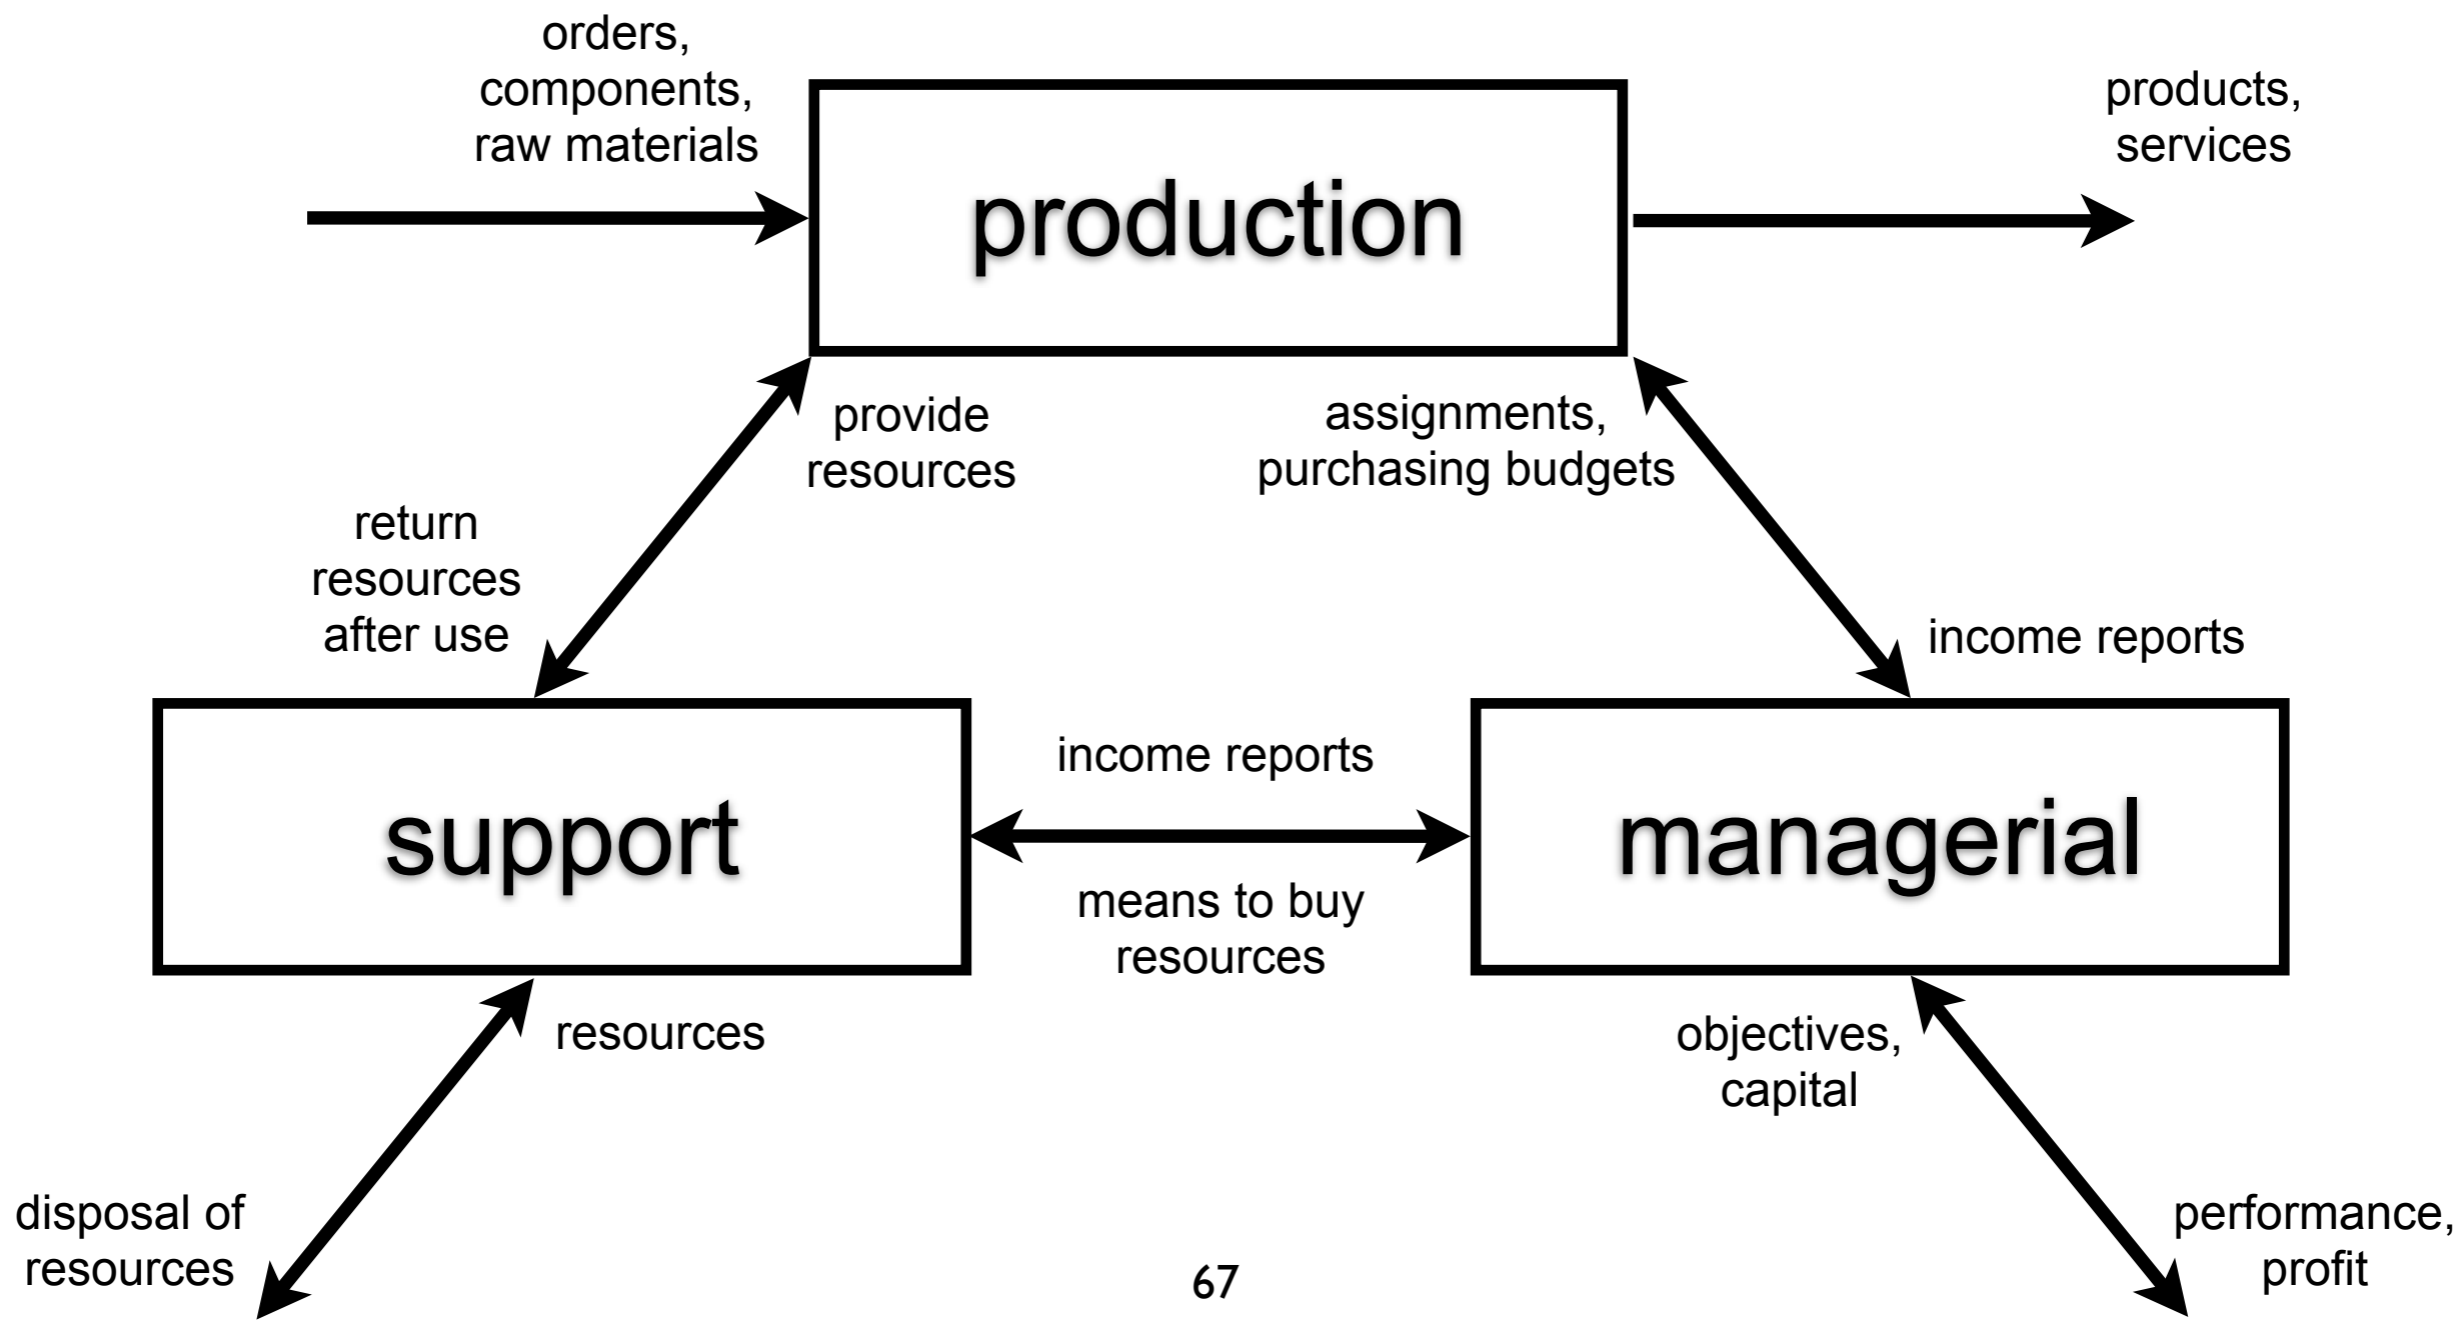 orders,
components,
raw materials
production
products,
services
provide
resources
assignments,
purchasing budgets
return
resources
after use
income reports
support
income reports
means to buy
resources
managerial
resources
objectives,
capital
disposal of
resources
performance,
profit
67